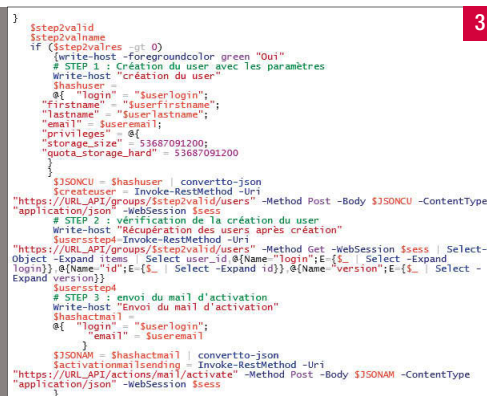 3
}
$step2valid
$step2valname
if ($step2valres -gt 0)
{write-host -foregroundcolor green "Oui"
# STEP 1 : Création du user avec les paramètres
Write-host "création du user"
$hashuser =
@{ "login" = "$userlogin";
"firstname" = "$userfirstname";
"lastname" = "$userlastname";
"email" = $useremail;
"privileges" = @{
"storage_size" = 53687091200;
"quota_storage_hard" = 53687091200
}
}
$JSONCU = $hashuser | convertto-json
$createuser = Invoke-RestMethod -Uri
"https://URL_API/groups/$step2valid/users" -Method Post -Body $JSONCU -ContentType
"application/json" -WebSession $sess
# STEP 2 : vérification de la création du user
Write-host "Récupération des users après création"
$usersstep4=Invoke-RestMethod -Uri
"https://URL_API/groups/$step2valid/users" -Method Get -WebSession $sess | Select-
Object -Expand items | Select user_id,@{Name="login";E={$_ | Select -Expand
login}},@{Name="id";E={$_ | Select -Expand id}},@{Name="version";E={$_ | Select -
Expand version}}
$usersstep4
# STEP 3 : envoi du mail d'activation
Write-host "Envoi du mail d'activation"
$hashactmail =
@{ "login" = "$userlogin";
"email" = $useremail
}
$JSONAM = $hashactmail | convertto-json
$activationmailsending = Invoke-RestMethod -Uri
"https://URL_API/actions/mail/activate" -Method Post -Body $JSONAM -ContentType
"application/json" -WebSession $sess
}